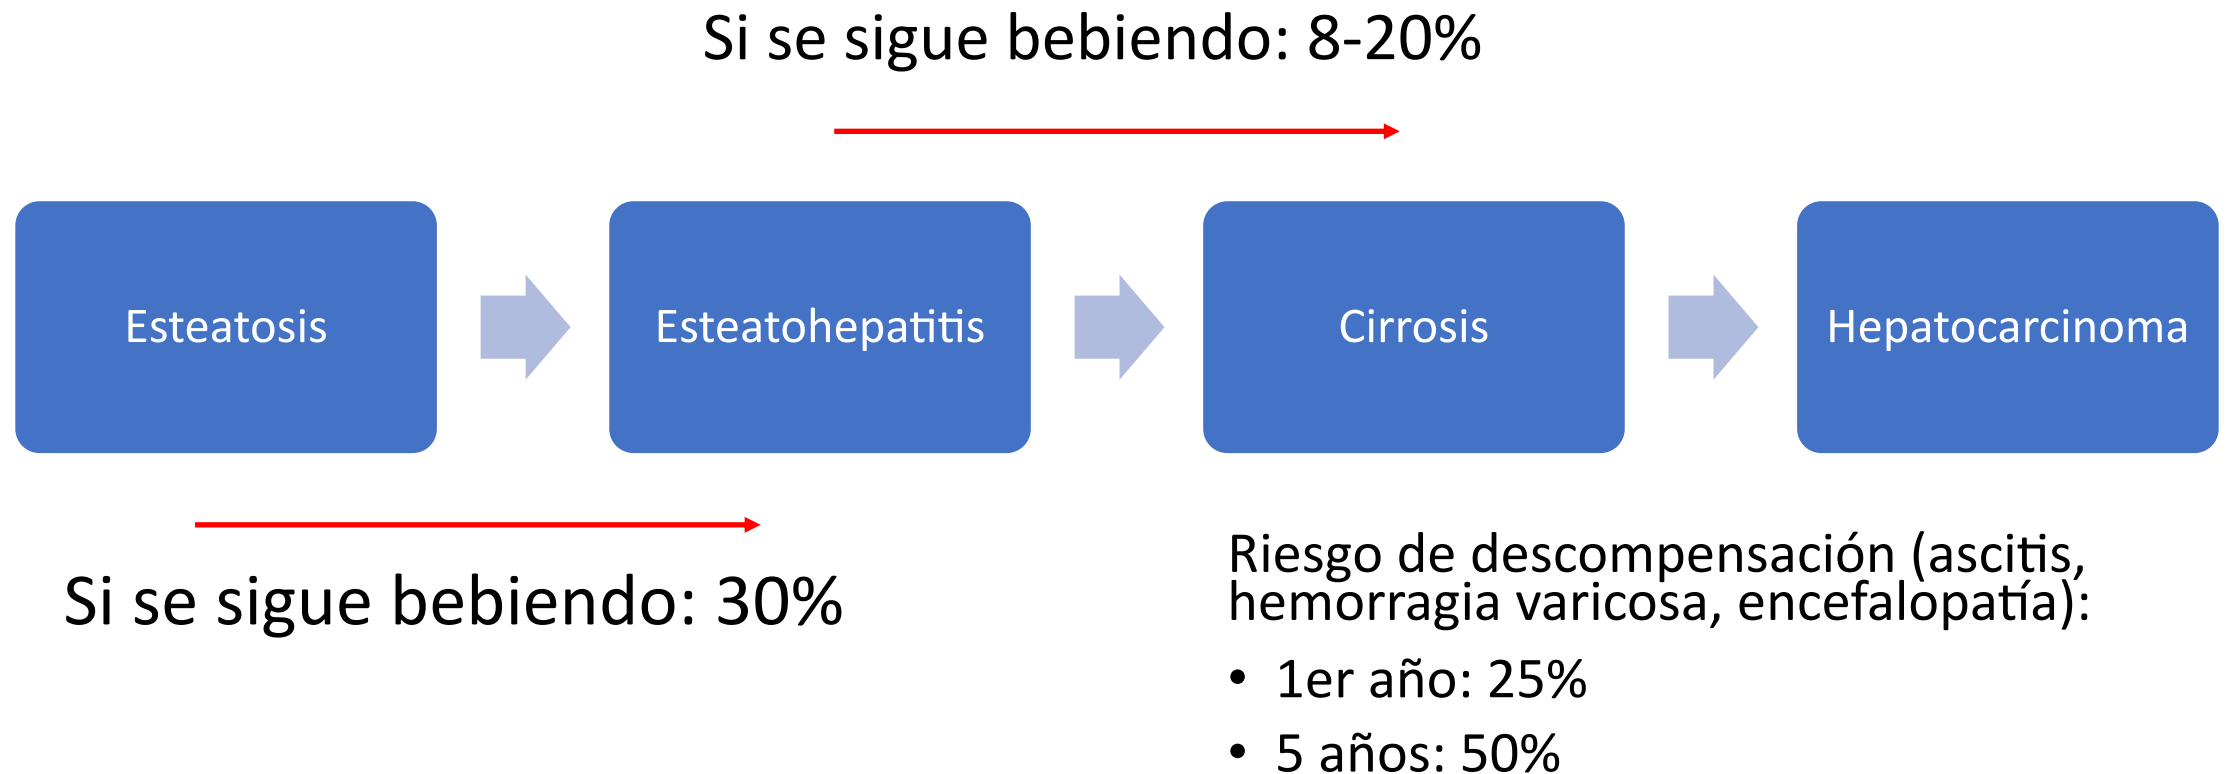 Si se sigue bebiendo: 8-20%
Esteatosis
Esteatohepatitis
Cirrosis
Hepatocarcinoma
Si se sigue bebiendo: 30%
Riesgo de descompensación (ascitis,
hemorragia varicosa, encefalopatía):
• 1er año: 25%
• 5 años: 50%